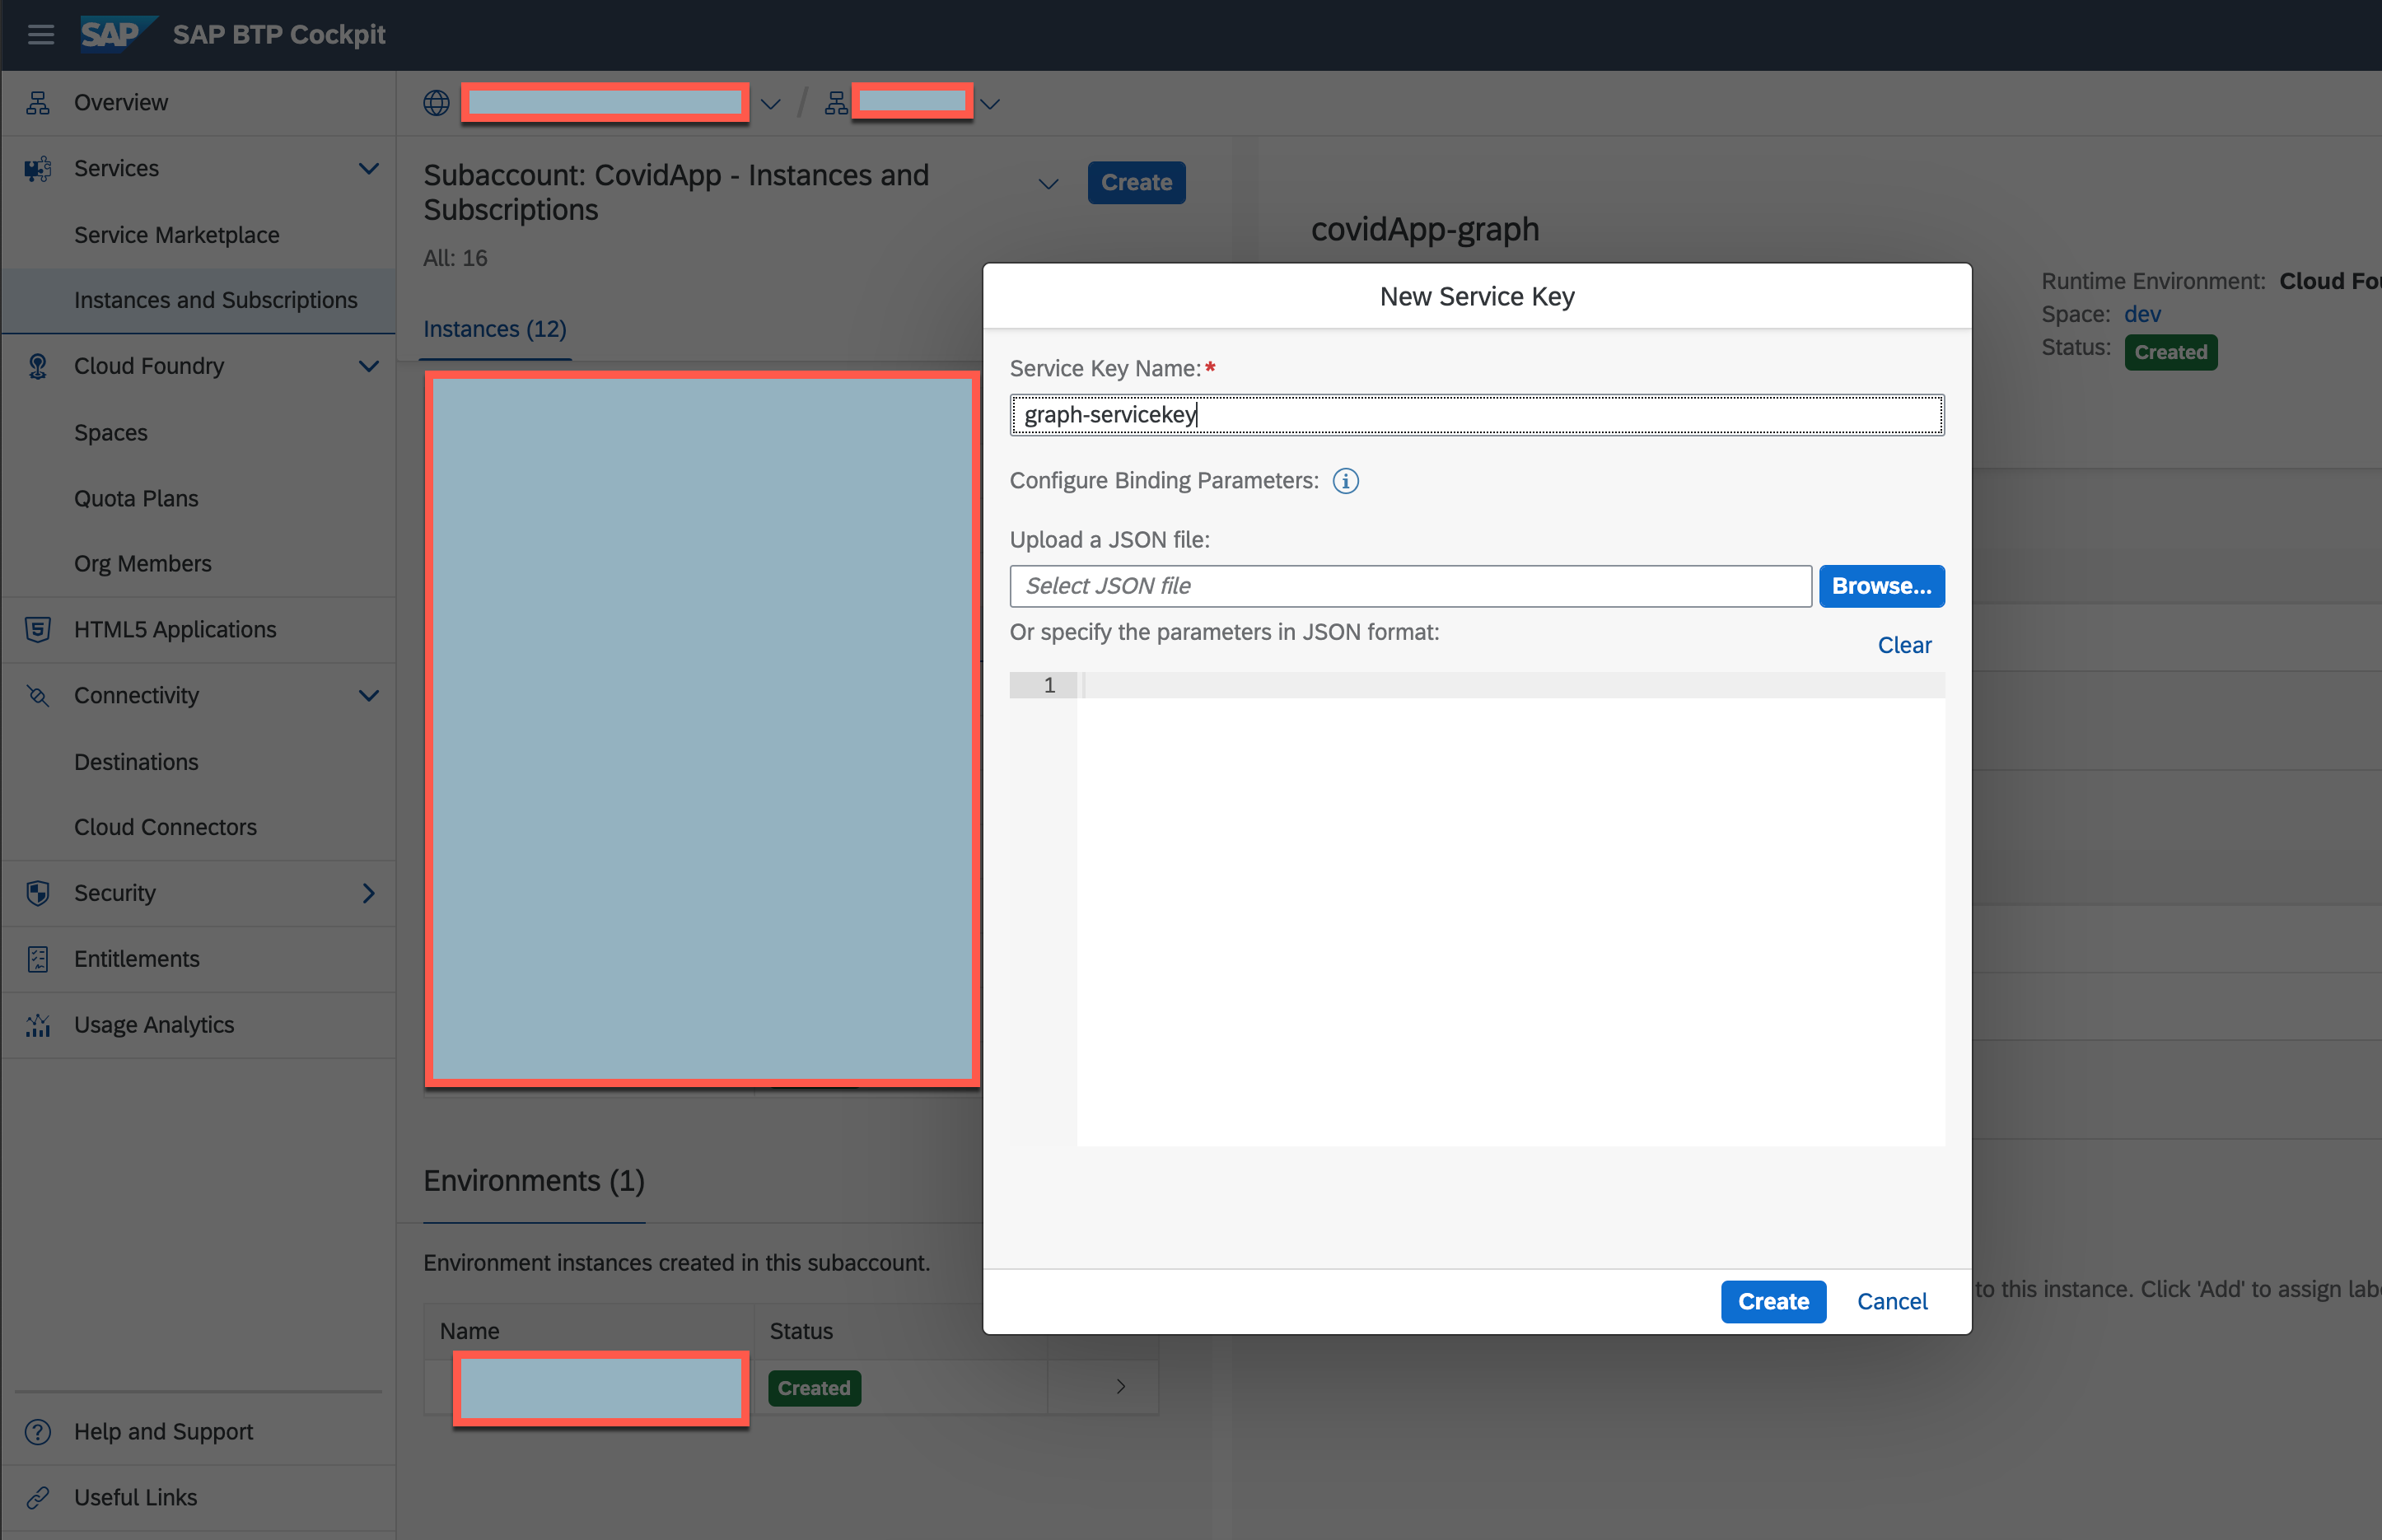 SAP SAP BTP Cockpit
Overview
Services
Service Marketplace
Instances and Subscriptions
Cloud Foundry
Spaces
Quota Plans
Org Members
HTML5 Applications
Connectivity
Destinations
Cloud Connectors
Security
Entitlements
Usage Analytics
Help and Support
Useful Links
/
Subaccount: CovidApp - Instances and
Subscriptions
Create
All: 16
Instances (12)
Environments (1)
Environment instances created in this subaccount.
Name Status
Created
covidApp-graph
Runtime Environment: Cloud
Space: dev
Status: Created
New Service Key
Service Key Name:*
graph-servicekey
Configure Binding Parameters:
Upload a JSON file:
Select JSON file Browse...
Or specify the parameters in JSON format:
Clear
1
Create Cancel
to this instance. Click 'Add' to assign